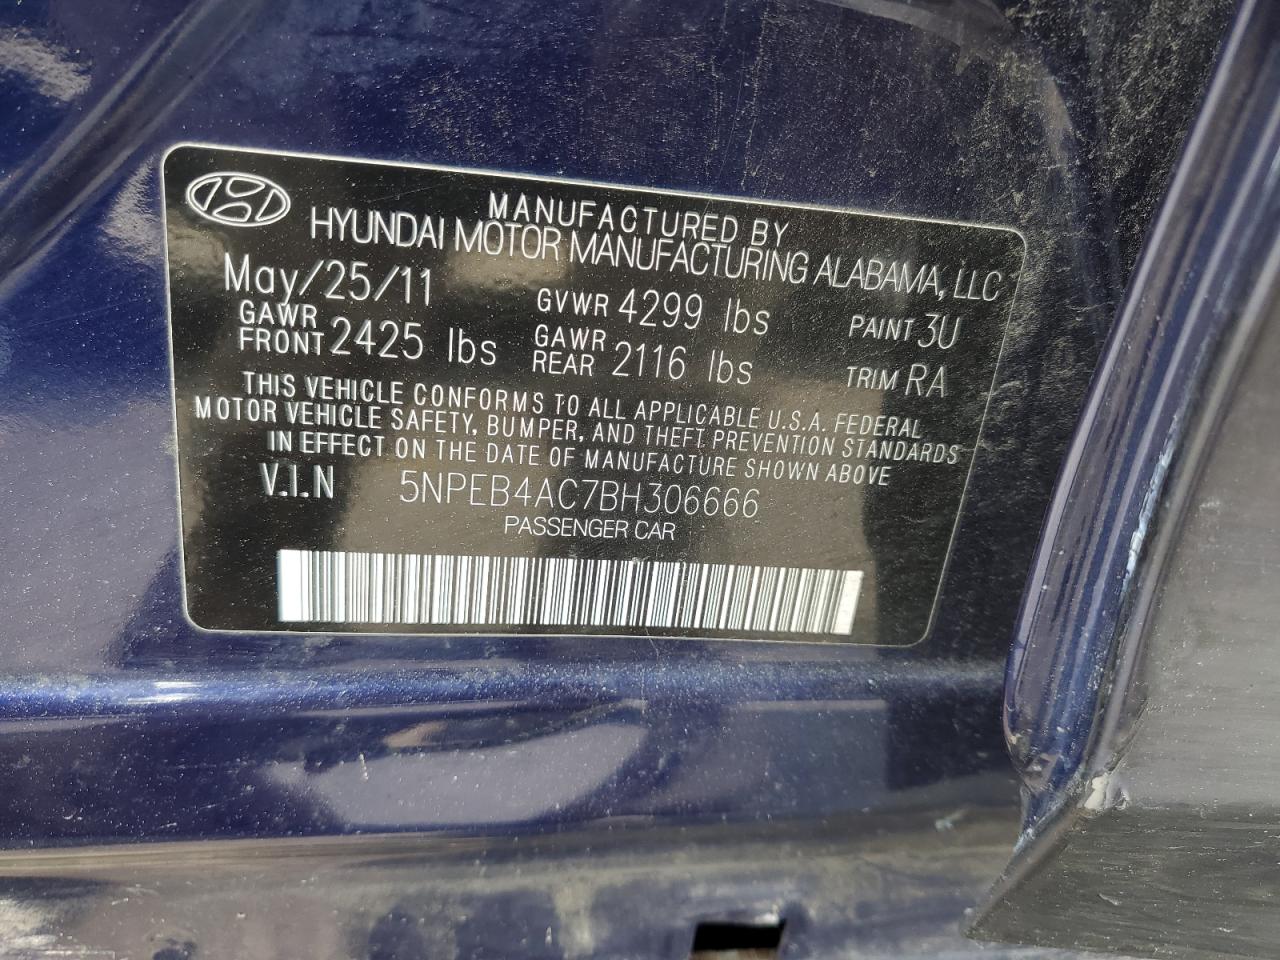 MANUFACTURED BY
HYUNDAI MOTOR MANUFACTURING ALABAMA, LLC
May/25/11 GVWR 4299 lbs PAINT 3U
GAWR FRONT 2425 lbs GAWR REAR 2116 lbs TRIM RA
THIS VEHICLE CONFORMS TO ALL APPLICABLE U.S.A. FEDERAL
MOTOR VEHICLE SAFETY, BUMPER, AND THEFT PREVENTION STANDARDS
IN EFFECT ON THE DATE OF MANUFACTURE SHOWN ABOVE
V.I.N 5NPEB4AC7BH306666
PASSENGER CAR